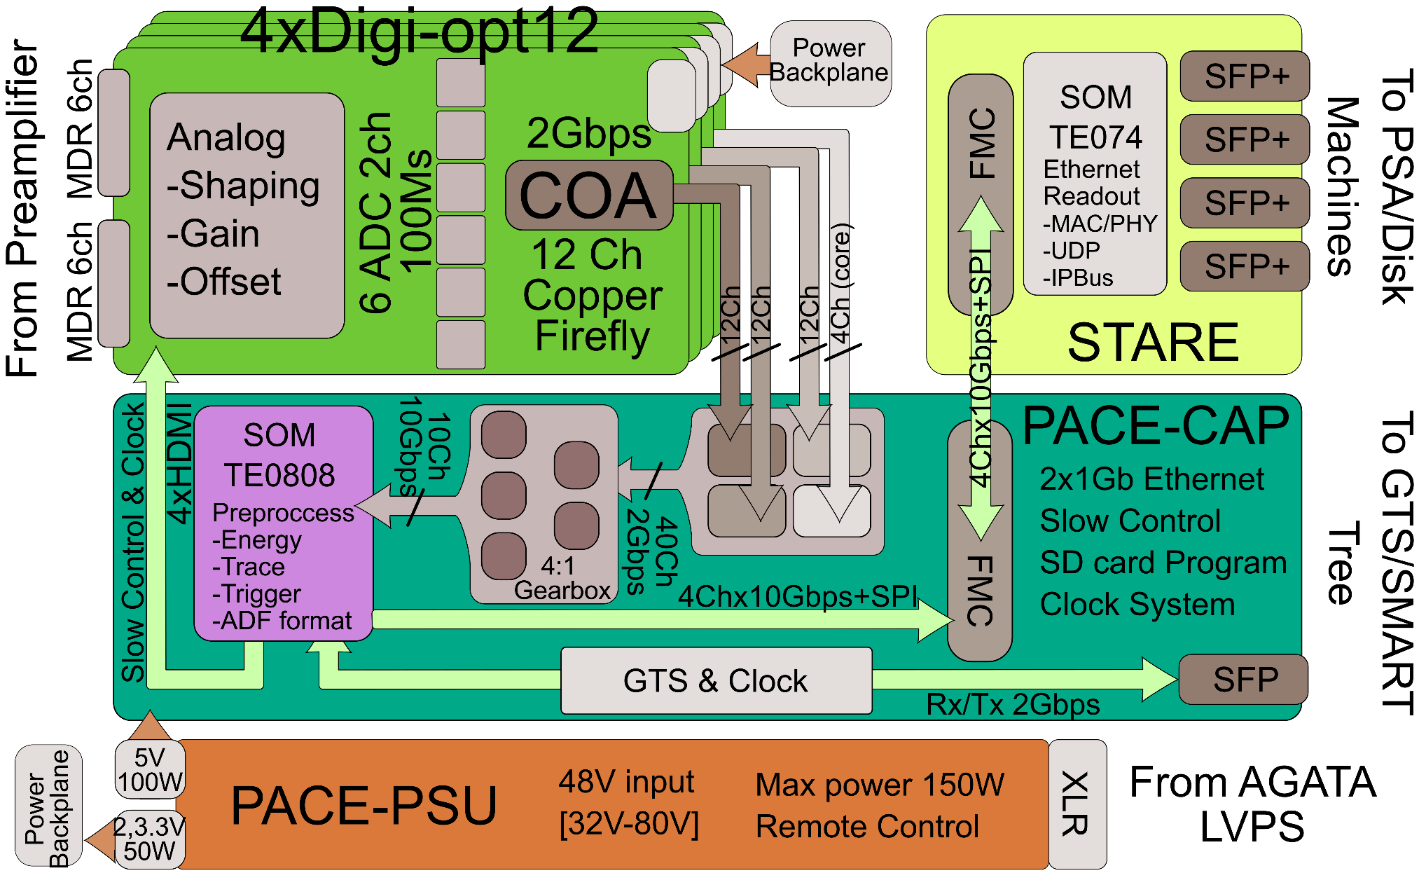 4xDigi-opt12
From Preamplifier
MDR 6ch
MDR 6ch
Analog
-Shaping
-Gain
-Offset
6 ADC 2ch
100Ms
2Gbps
COA
12 Ch
Copper
Firefly
Power
Backplane
12Ch
12Ch
12Ch
4Ch (core)
FMC
SOM
TE074
Ethernet
Readout
-MAC/PHY
-UDP
-IPBus
SFP+
SFP+
SFP+
SFP+
STARE
To PSA/Disk
Machines
4Chx10Gbps+SPI
Slow Control & Clock
4xHDMI
SOM
TE0808
Preproccess
-Energy
-Trace
-Trigger
-ADF format
10Ch
10Gbps
4:1
Gearbox
40Ch
2Gbps
4Chx10Gbps+SPI
FMC
PACE-CAP
2x1Gb Ethernet
Slow Control
SD card Program
Clock System
GTS & Clock
Rx/Tx 2Gbps
SFP
To GTS/SMART
Tree
Power
Backplane
5V
100W
2,3.3V
50W
PACE-PSU
48V input
[32V-80V]
Max power 150W
Remote Control
XLR
From AGATA
LVPS